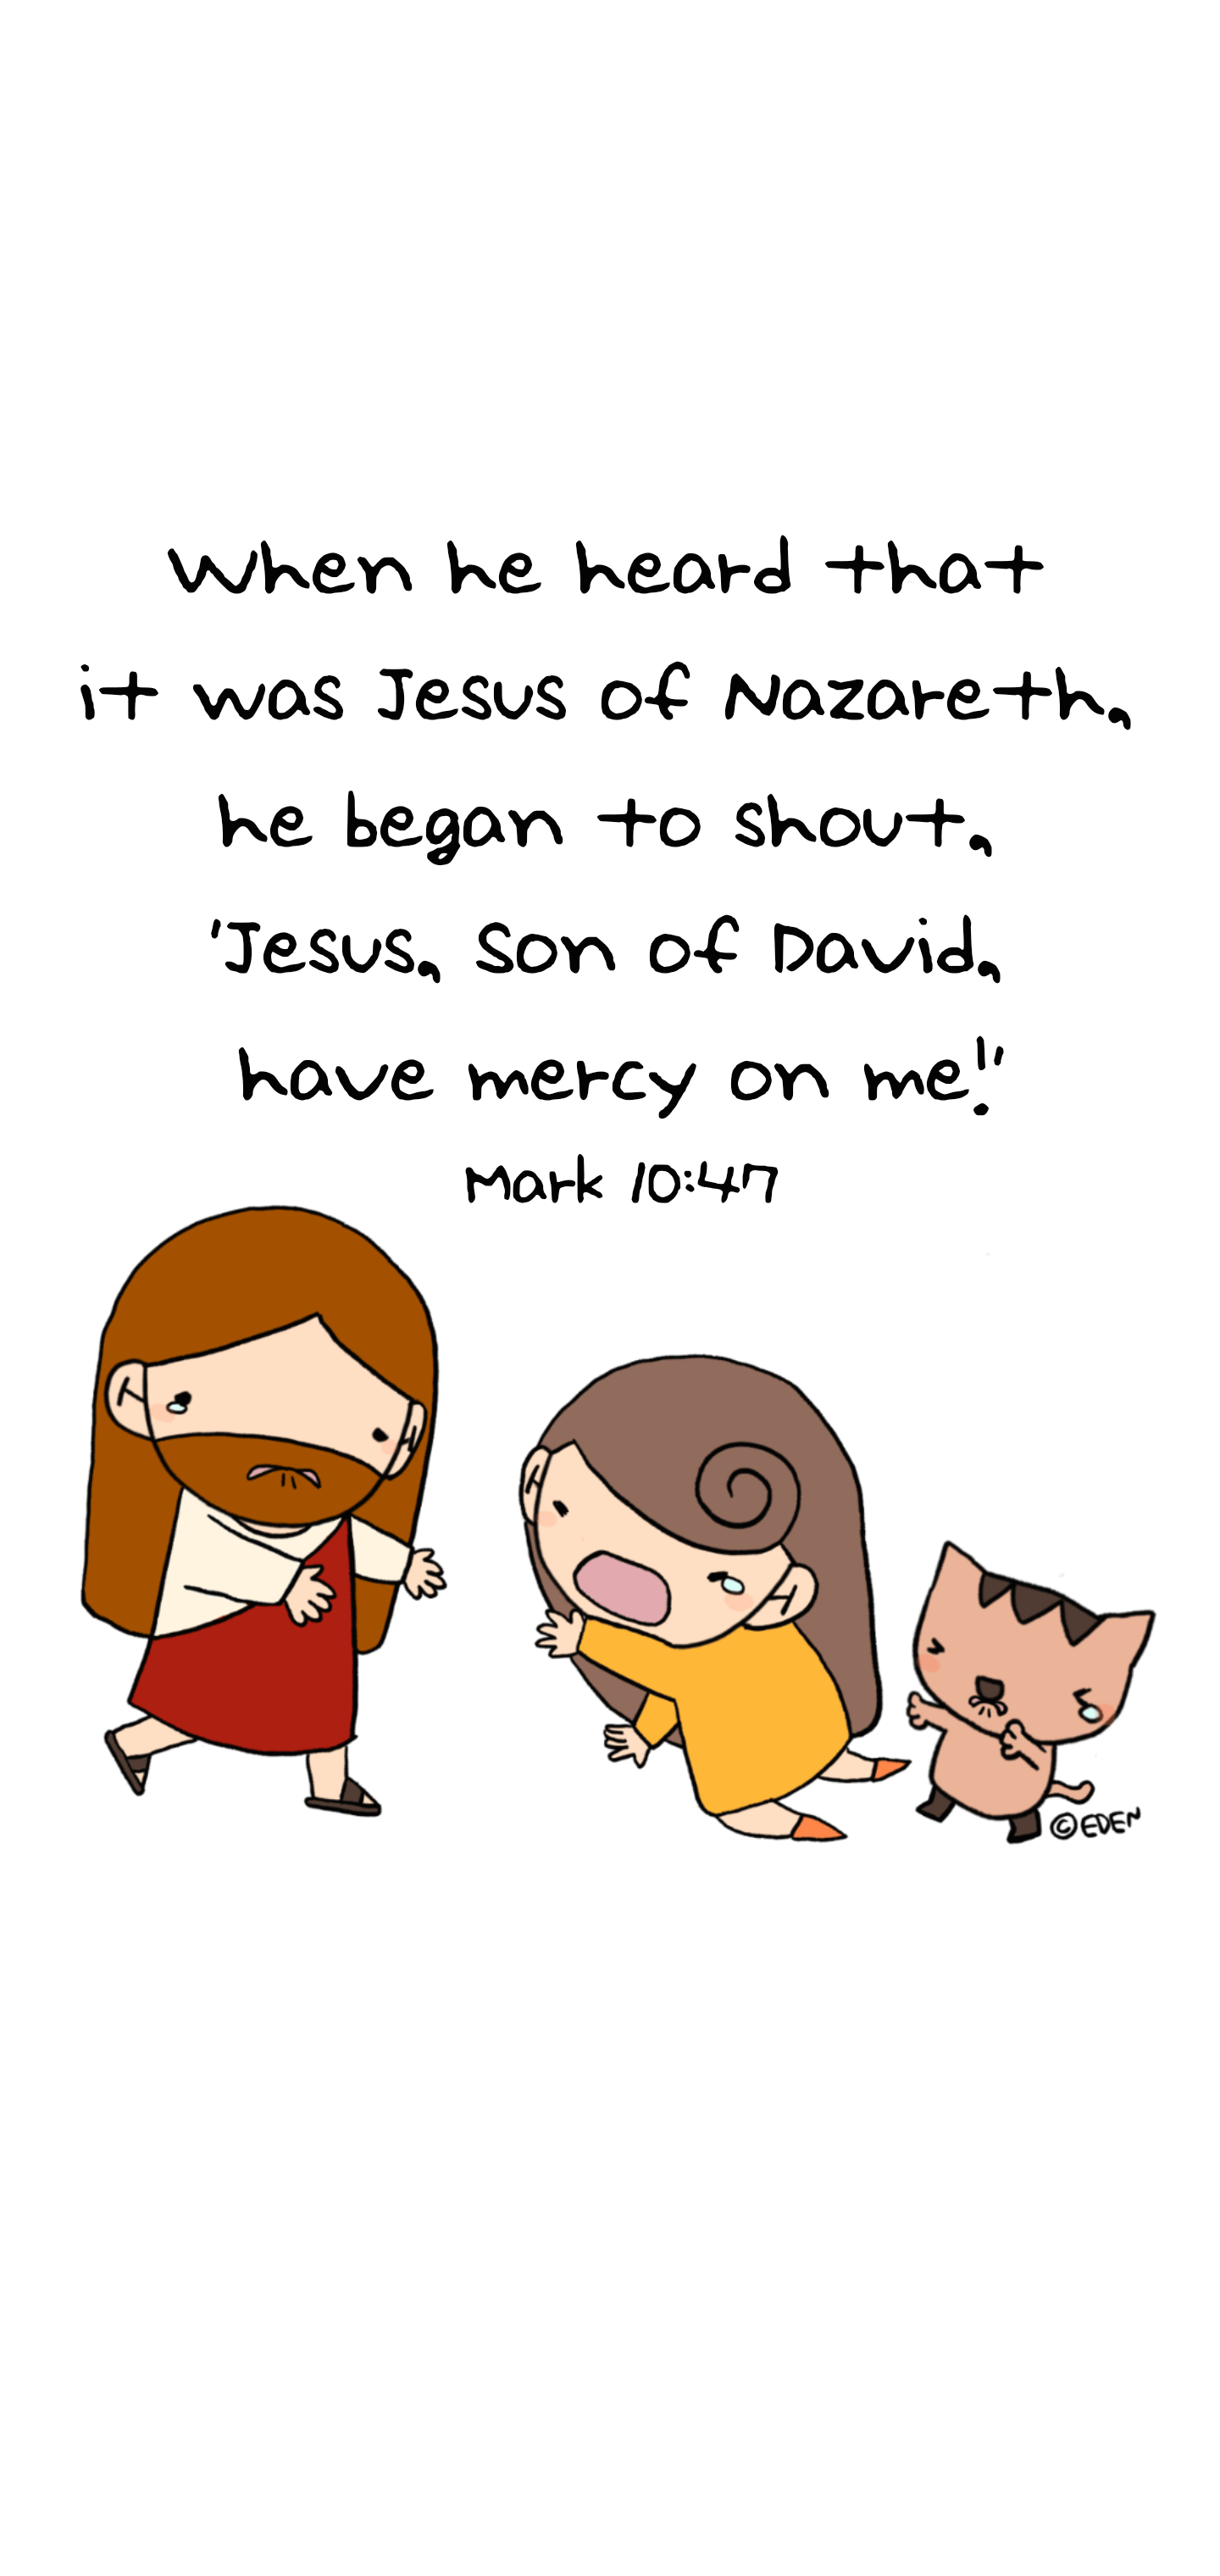 When he heard that
it was Jesus of Nazareth,
he began to shout,
'Jesus, Son of David,
have mercy on me!'
Mark 10:47
©EDEN